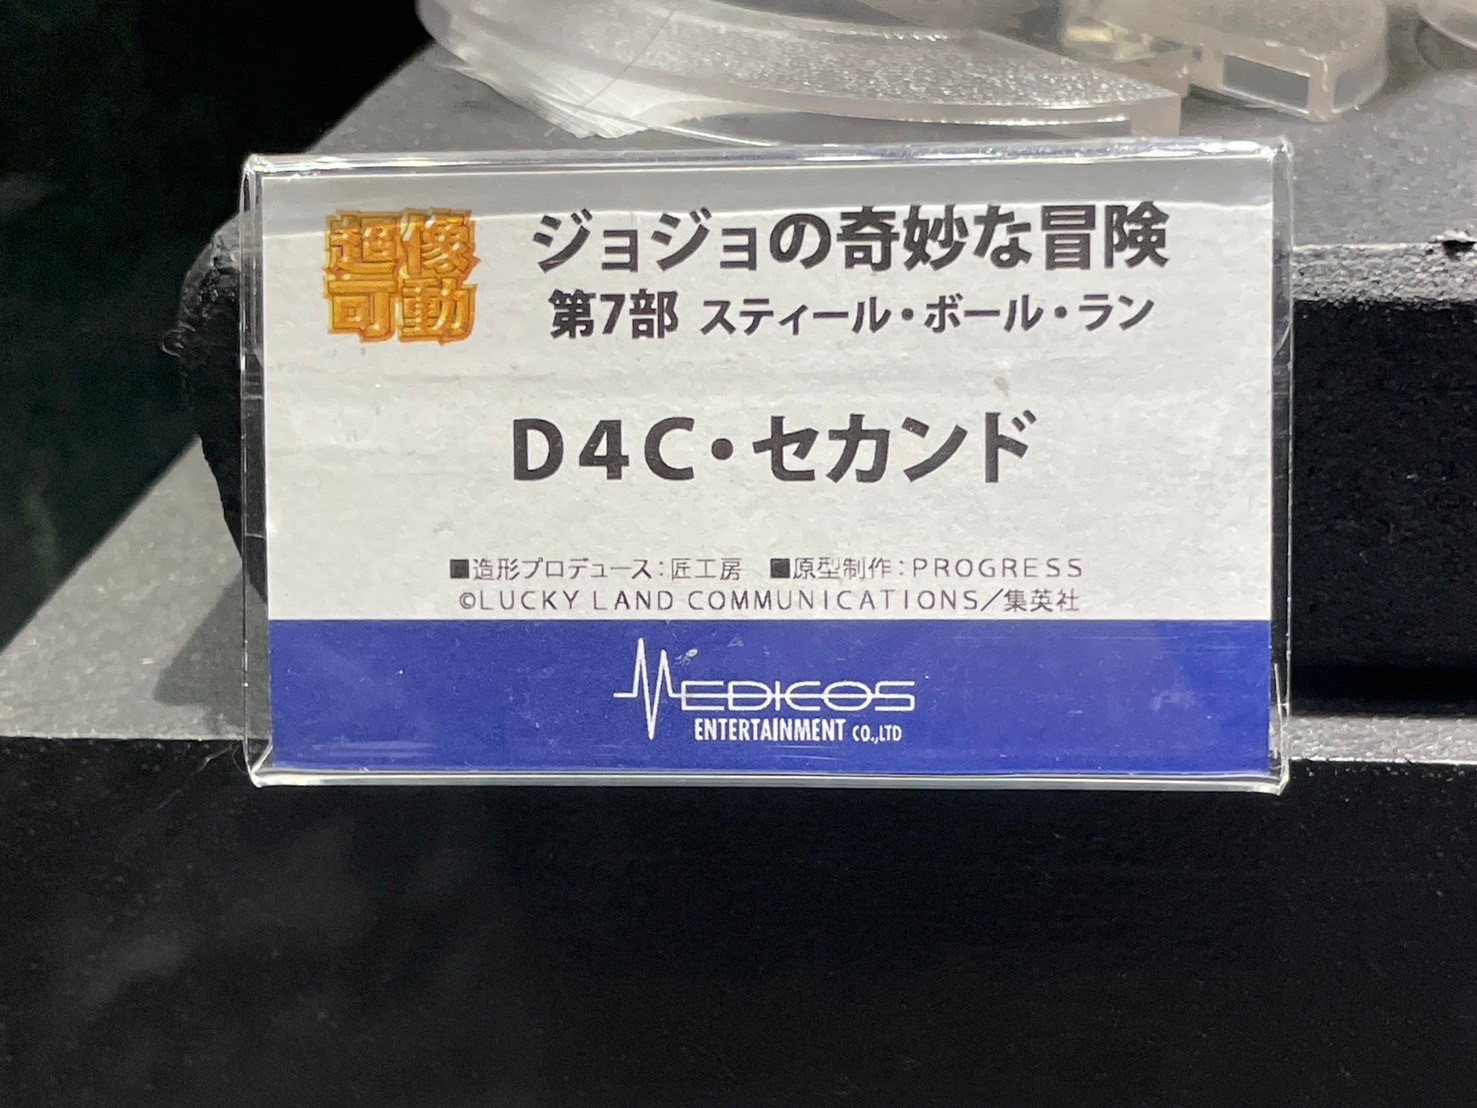 超像
可動
ジョジョの奇妙な冒険
第7部 スティール・ボール・ラン
D4C・セカンド
■造形プロデュース:匠工房 ■原型制作:PROGRESS
©LUCKY LAND COMMUNICATIONS/集英社
MEDICOS
ENTERTAINMENT CO.,LTD